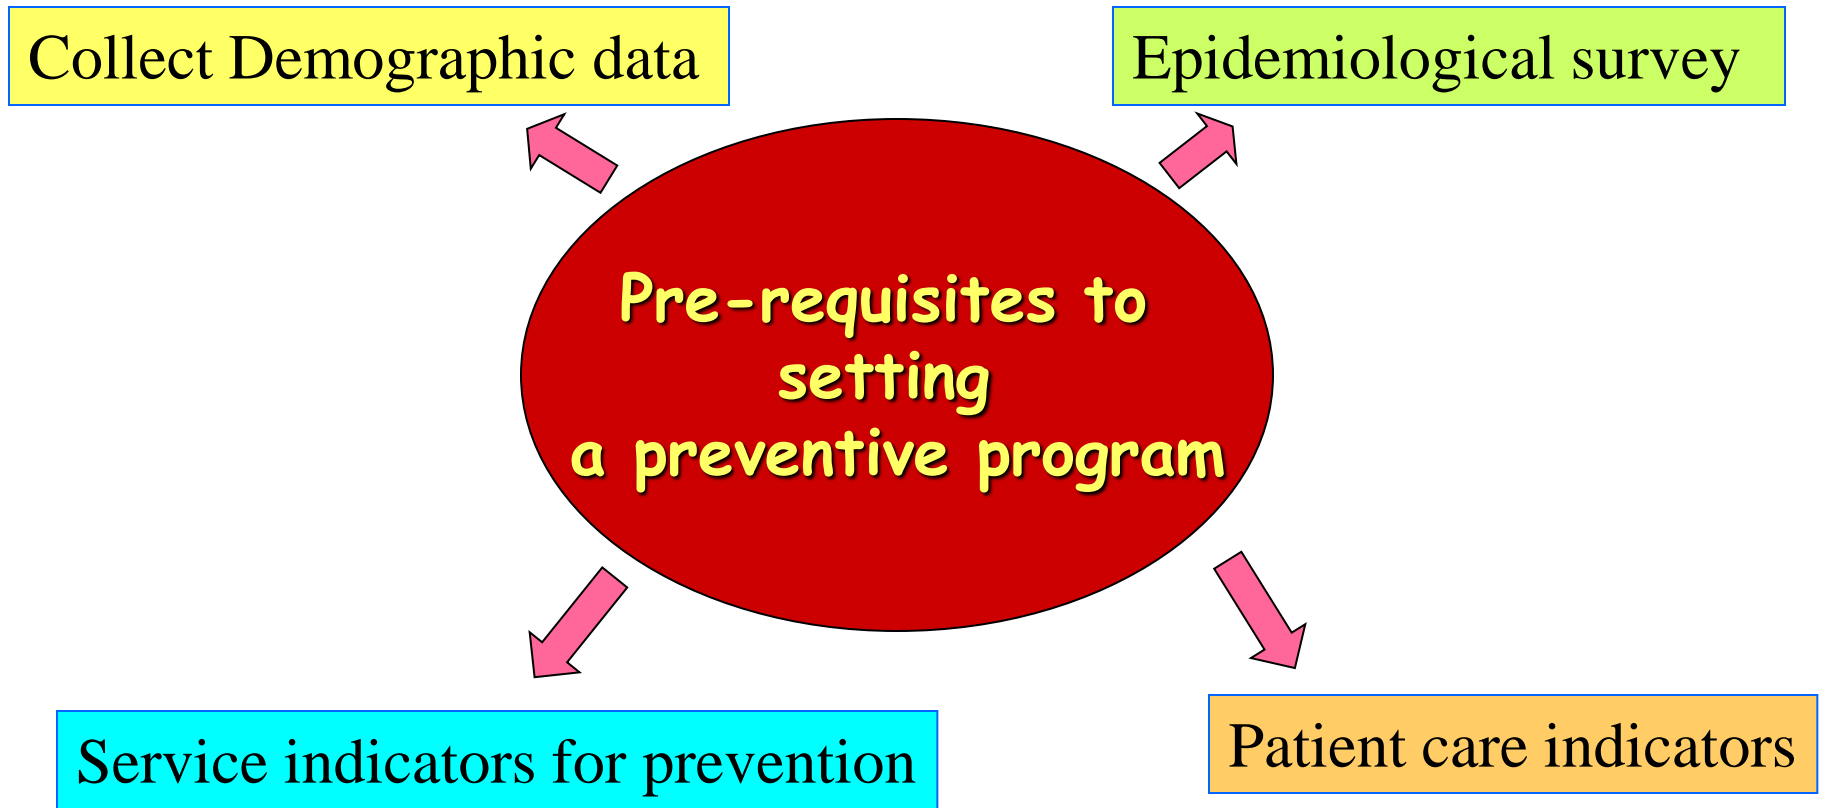 Collect Demographic data
Epidemiological survey
Pre-requisites to
setting
a preventive program
Service indicators for prevention
Patient care indicators